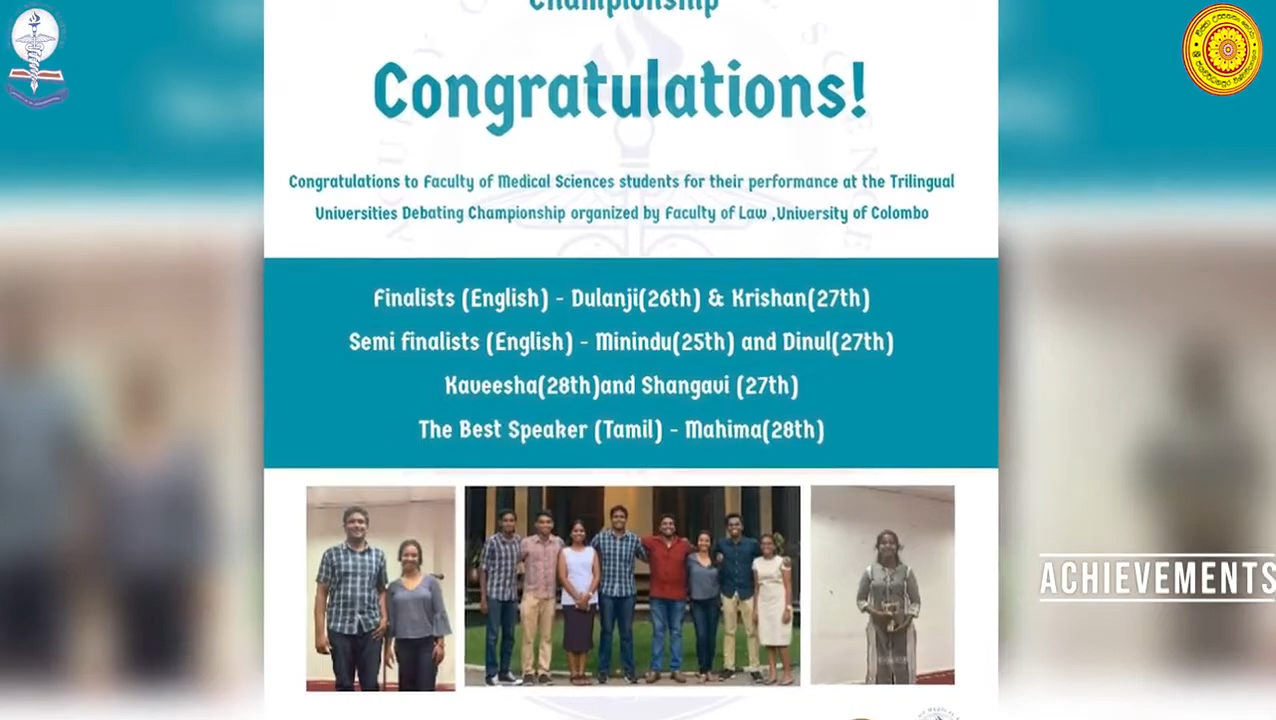 Championship
Congratulations!
Congratulations to Faculty of Medical Sciences students for their performance at the Trilingual
Universities Debating Championship organized by Faculty of Law ,University of Colombo
Finalists (English) - Dulanji(26th) & Krishan(27th)
Semi finalists (English) - Minindu(25th) and Dinul(27th)
Kaveesha(28th)and Shangavi (27th)
The Best Speaker (Tamil) - Mahima(28th)
ACHIEVEMENTS